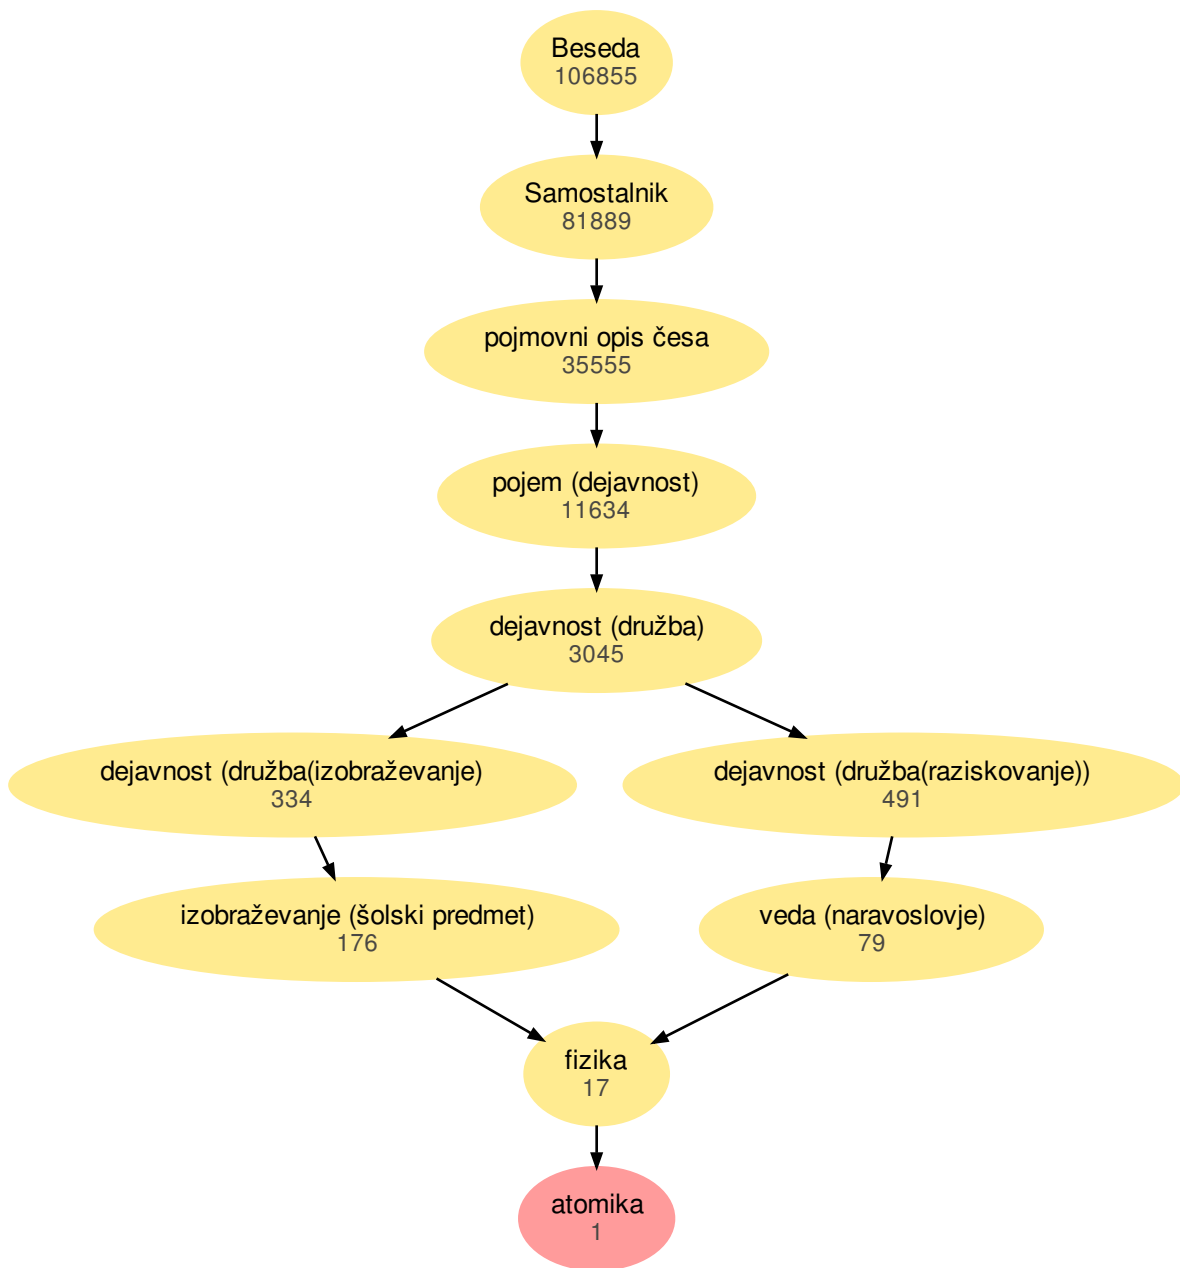 Beseda
106855
Samostalnik
81889
pojmovni opis česa
35555
pojem (dejavnost)
11634
dejavnost (družba)
3045
dejavnost (družba(izobraževanje)
334
dejavnost (družba(raziskovanje))
491
izobraževanje (šolski predmet)
176
veda (naravoslovje)
79
fizika
17
atomika
1